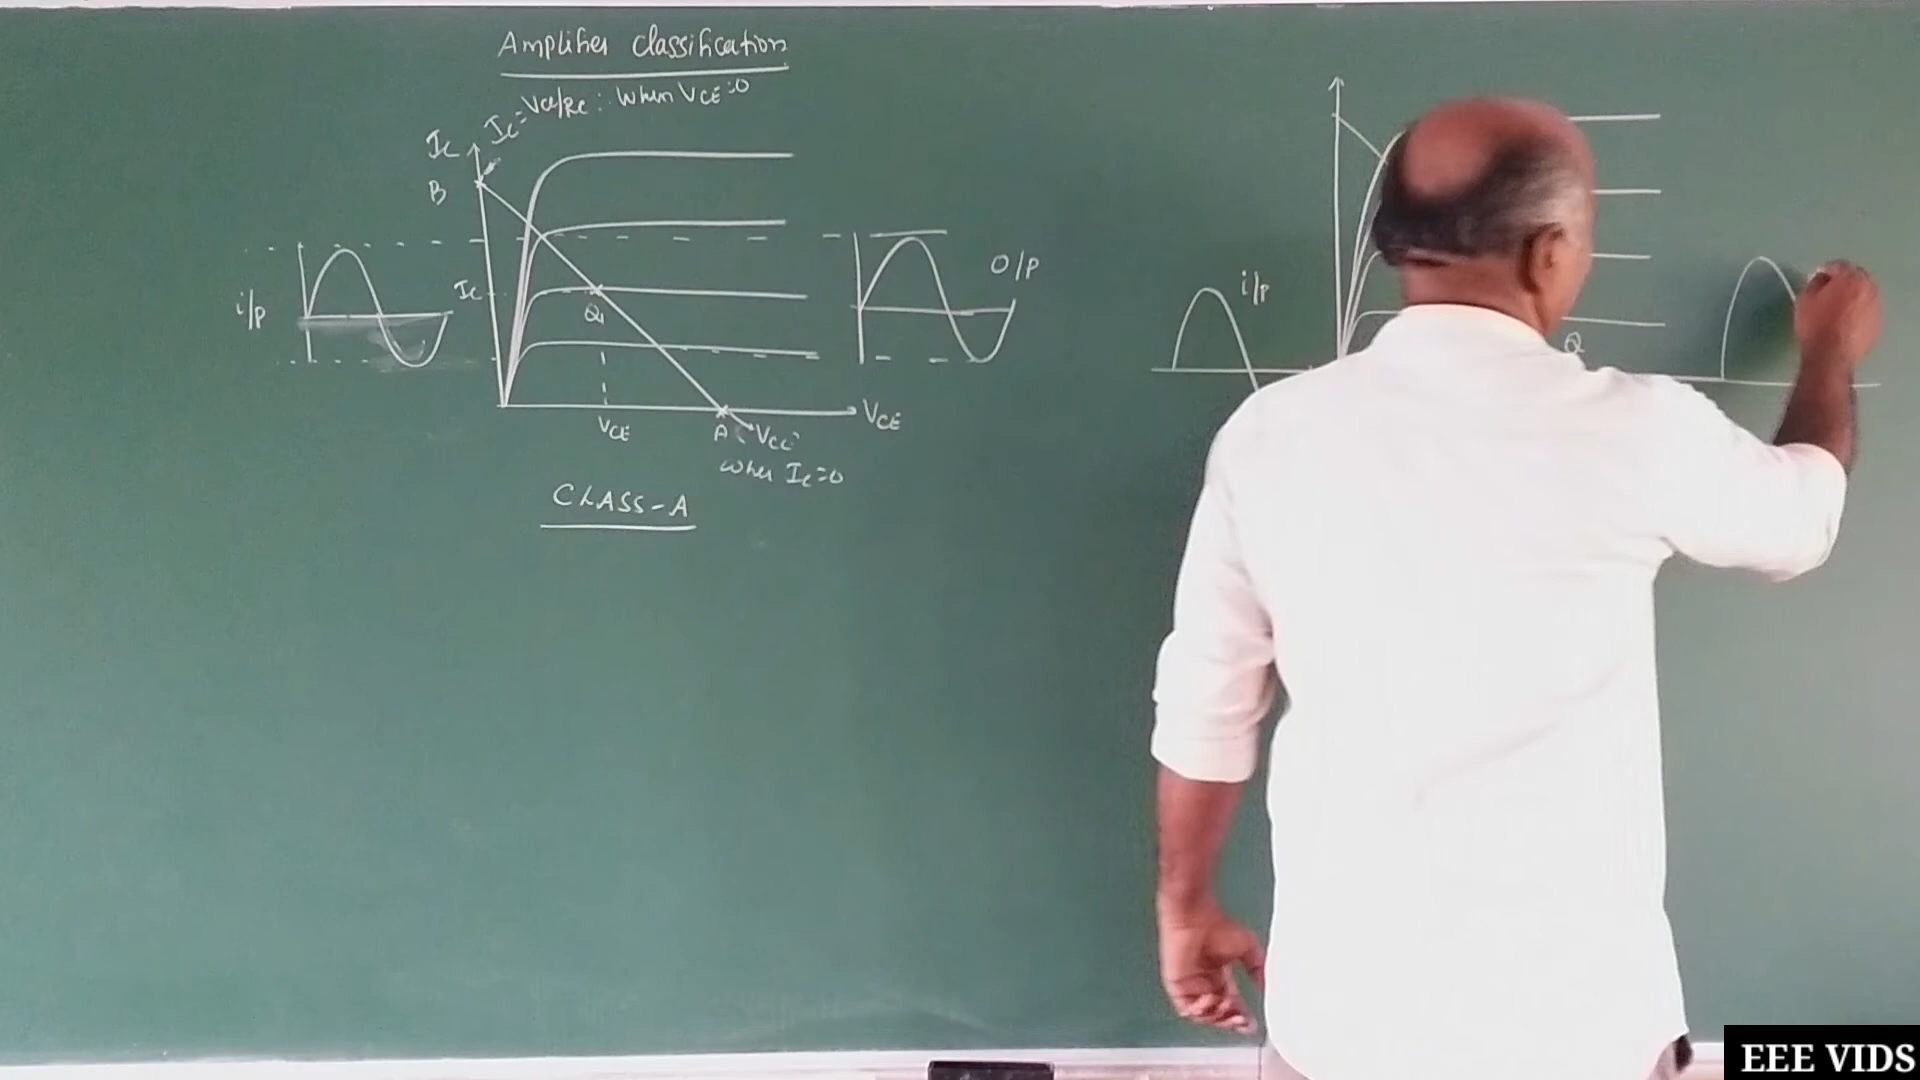 Amplifier classification
Ic = Vcc/Rc : when VCE = 0
Ic
B
i/p
Ic
Q
O/P
VCE
VCE
A
Vcc
when Ic = 0
CLASS-A
i/p
Q
EEE VIDS